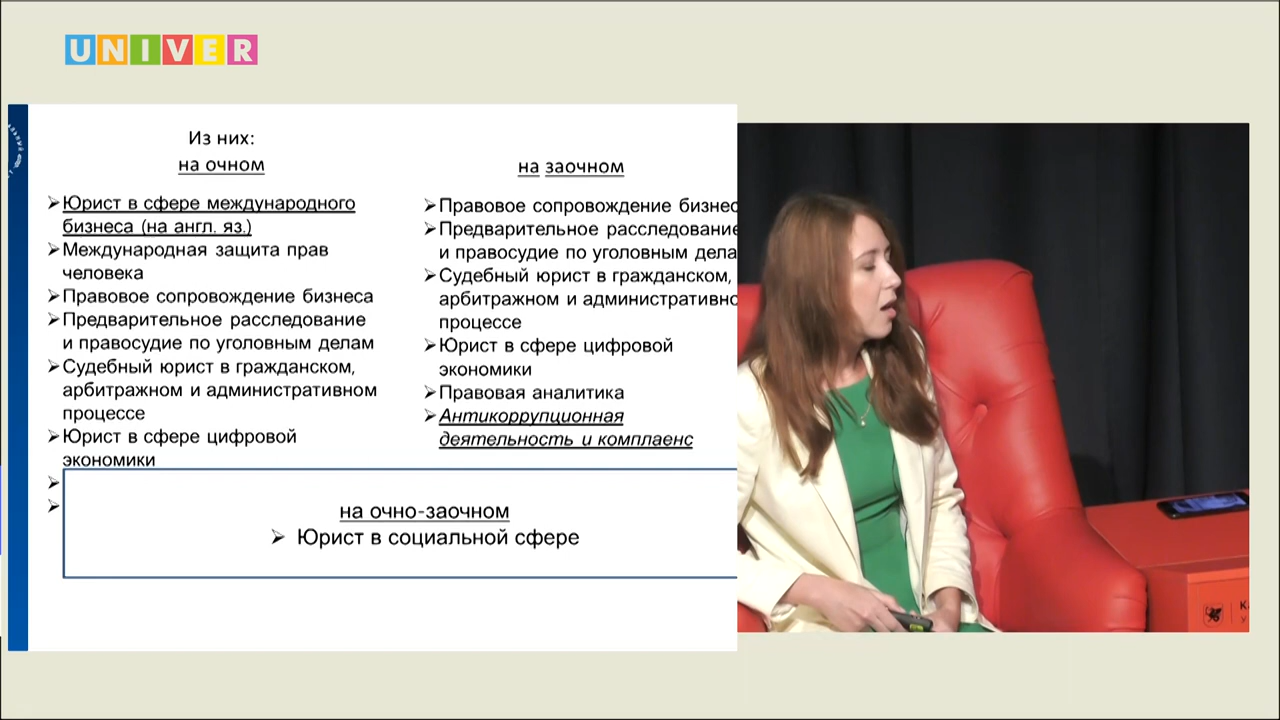 UNIVER
Из них:
на очном
Юрист в сфере международного
бизнеса (на англ. яз.)
Международная защита прав
человека
Правовое сопровождение бизнеса
Предварительное расследование
и правосудие по уголовным делам
Судебный юрист в гражданском,
арбитражном и административном
процессе
Юрист в сфере цифровой
экономики
на заочном
Правовое сопровождение бизнес
Предварительное расследование
и правосудие по уголовным дела
Судебный юрист в гражданском,
арбитражном и административно
процессе
Юрист в сфере цифровой
экономики
Правовая аналитика
Антикоррупционная
деятельность и комплаенс
на очно-заочном
Юрист в социальной сфере